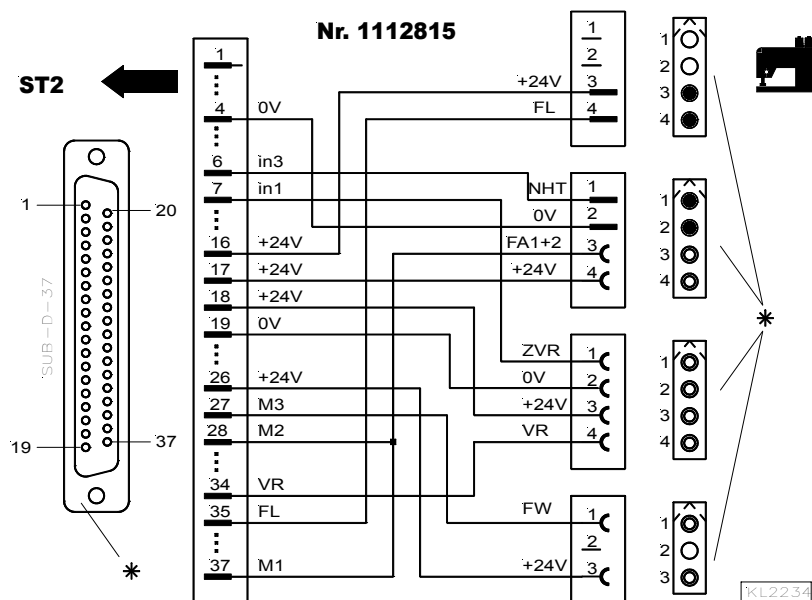 Nr. 1112815
ST2
SUB-D-37
1
20
19
37
1
4 0V
6 in3
7 in1
16 +24V
17 +24V
18 +24V
19 0V
26 +24V
27 M3
28 M2
34 VR
35 FL
37 M1
1
2
+24V 3
FL 4
NHT 1
0V 2
FA1+2 3
+24V 4
ZVR 1
0V 2
+24V 3
VR 4
FW 1
2
+24V 3
1
2
3
4
1
2
3
4
1
2
3
4
1
2
3
*
*
KL2234